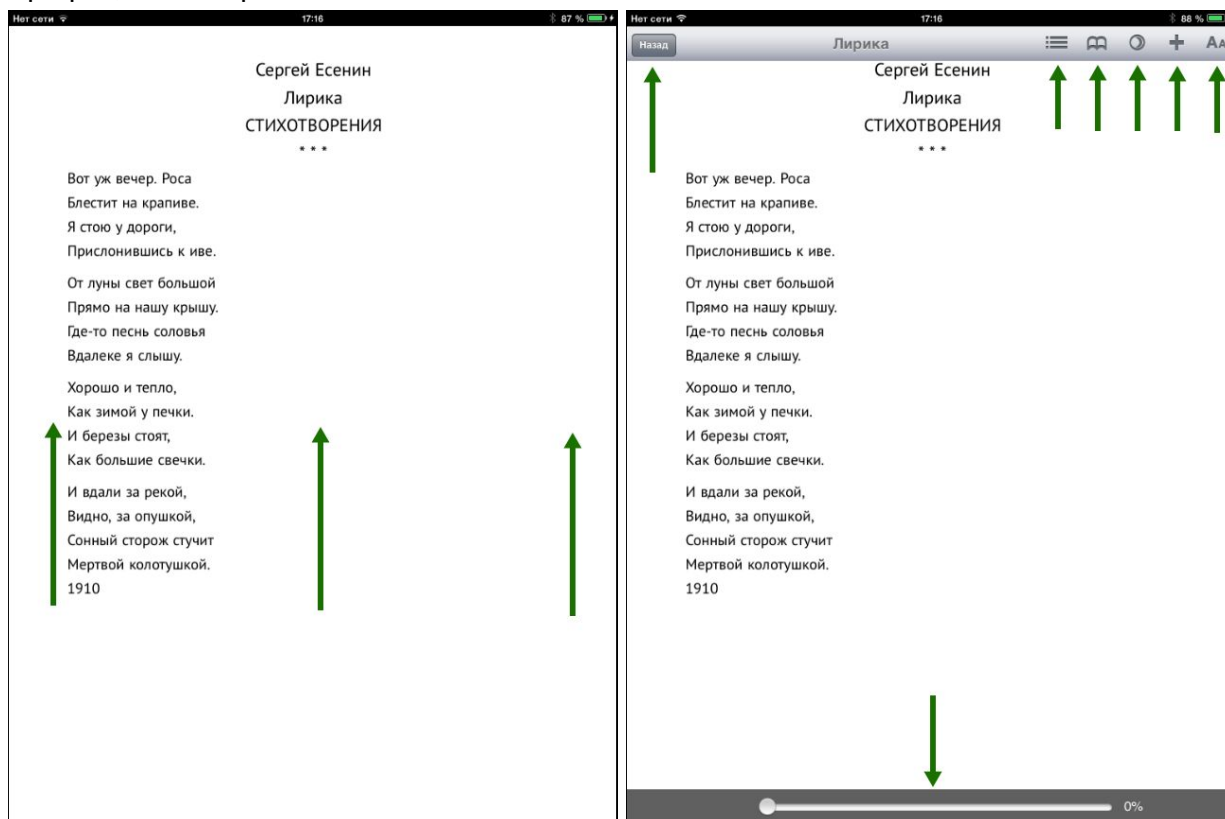 Нет сети 17:16 87 %
Сергей Есенин
Лирика
СТИХОТВОРЕНИЯ
* * *
Вот уж вечер. Роса
Блестит на крапиве.
Я стою у дороги,
Прислонившись к иве.
От луны свет большой
Прямо на нашу крышу.
Где-то песнь соловья
Вдалеке я слышу.
Хорошо и тепло,
Как зимой у печки.
И березы стоят,
Как большие свечки.
И вдали за рекой,
Видно, за опушкой,
Сонный сторож стучит
Мертвой колотушкой.
1910
Нет сети 17:16 88 %
Назад Лирика AA
Сергей Есенин
Лирика
СТИХОТВОРЕНИЯ
* * *
Вот уж вечер. Роса
Блестит на крапиве.
Я стою у дороги,
Прислонившись к иве.
От луны свет большой
Прямо на нашу крышу.
Где-то песнь соловья
Вдалеке я слышу.
Хорошо и тепло,
Как зимой у печки.
И березы стоят,
Как большие свечки.
И вдали за рекой,
Видно, за опушкой,
Сонный сторож стучит
Мертвой колотушкой.
1910
0%